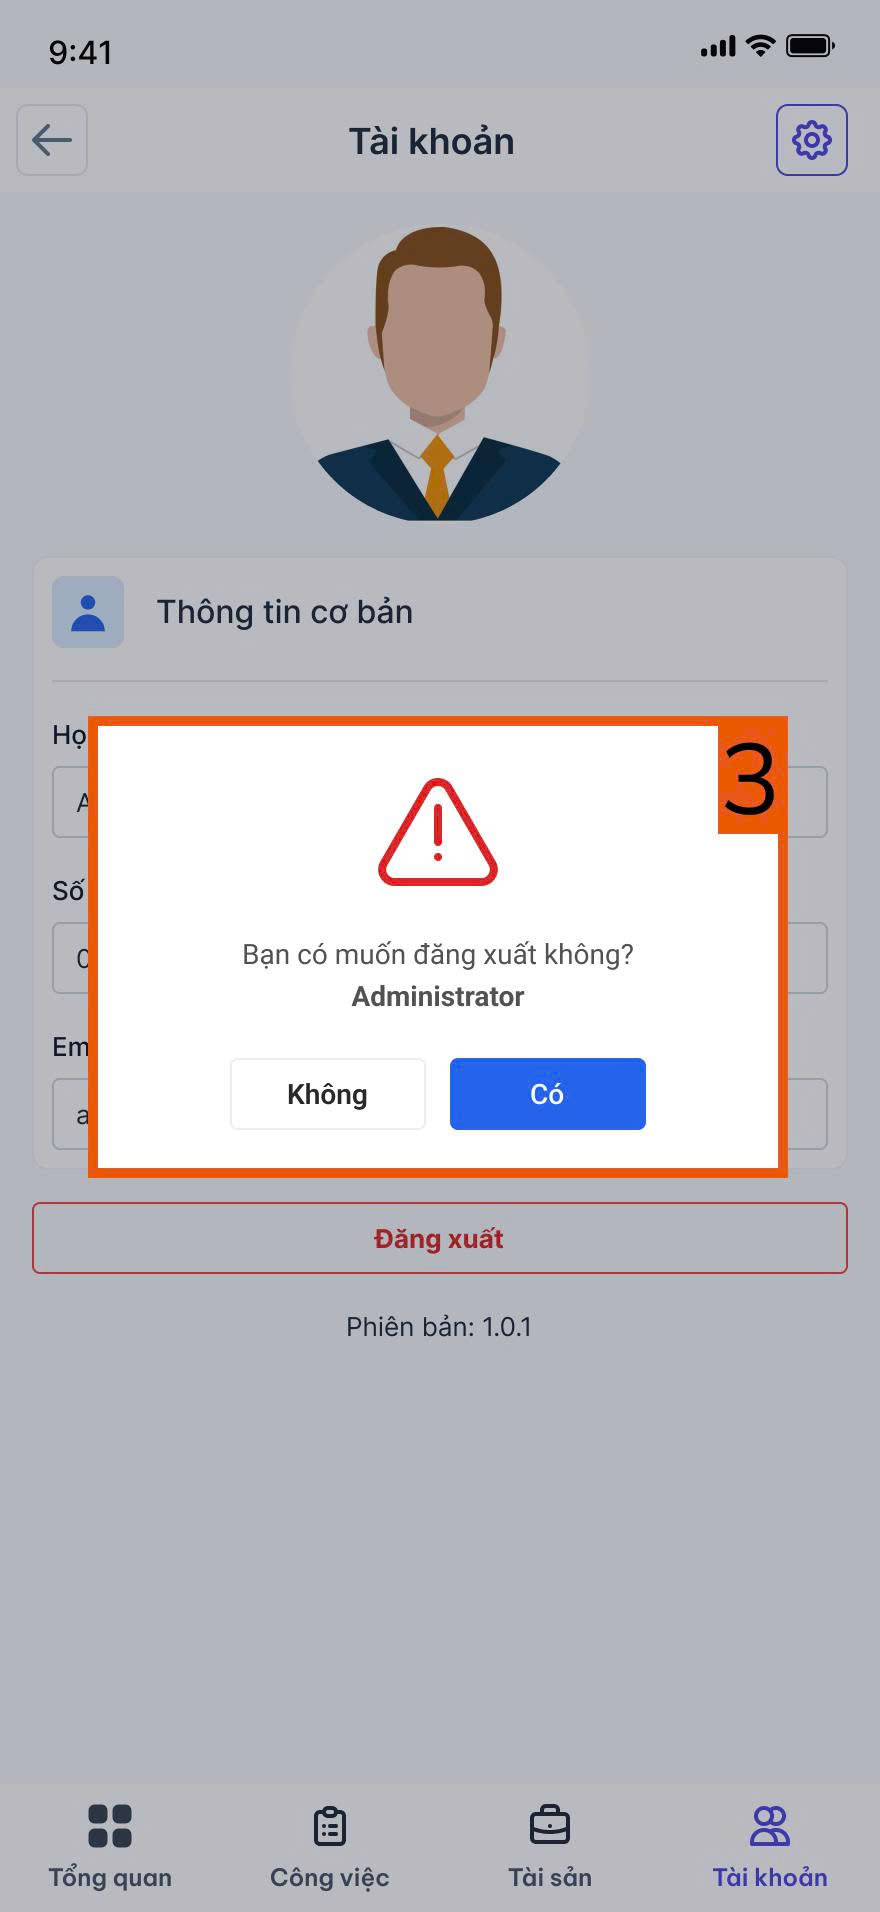 9:41
Tài khoản
Thông tin cơ bản
Họ
A
3
Số
0
Bạn có muốn đăng xuất không?
Administrator
Em
a
Không
Có
Đăng xuất
Phiên bản: 1.0.1
Tổng quan
Công việc
Tài sản
Tài khoản